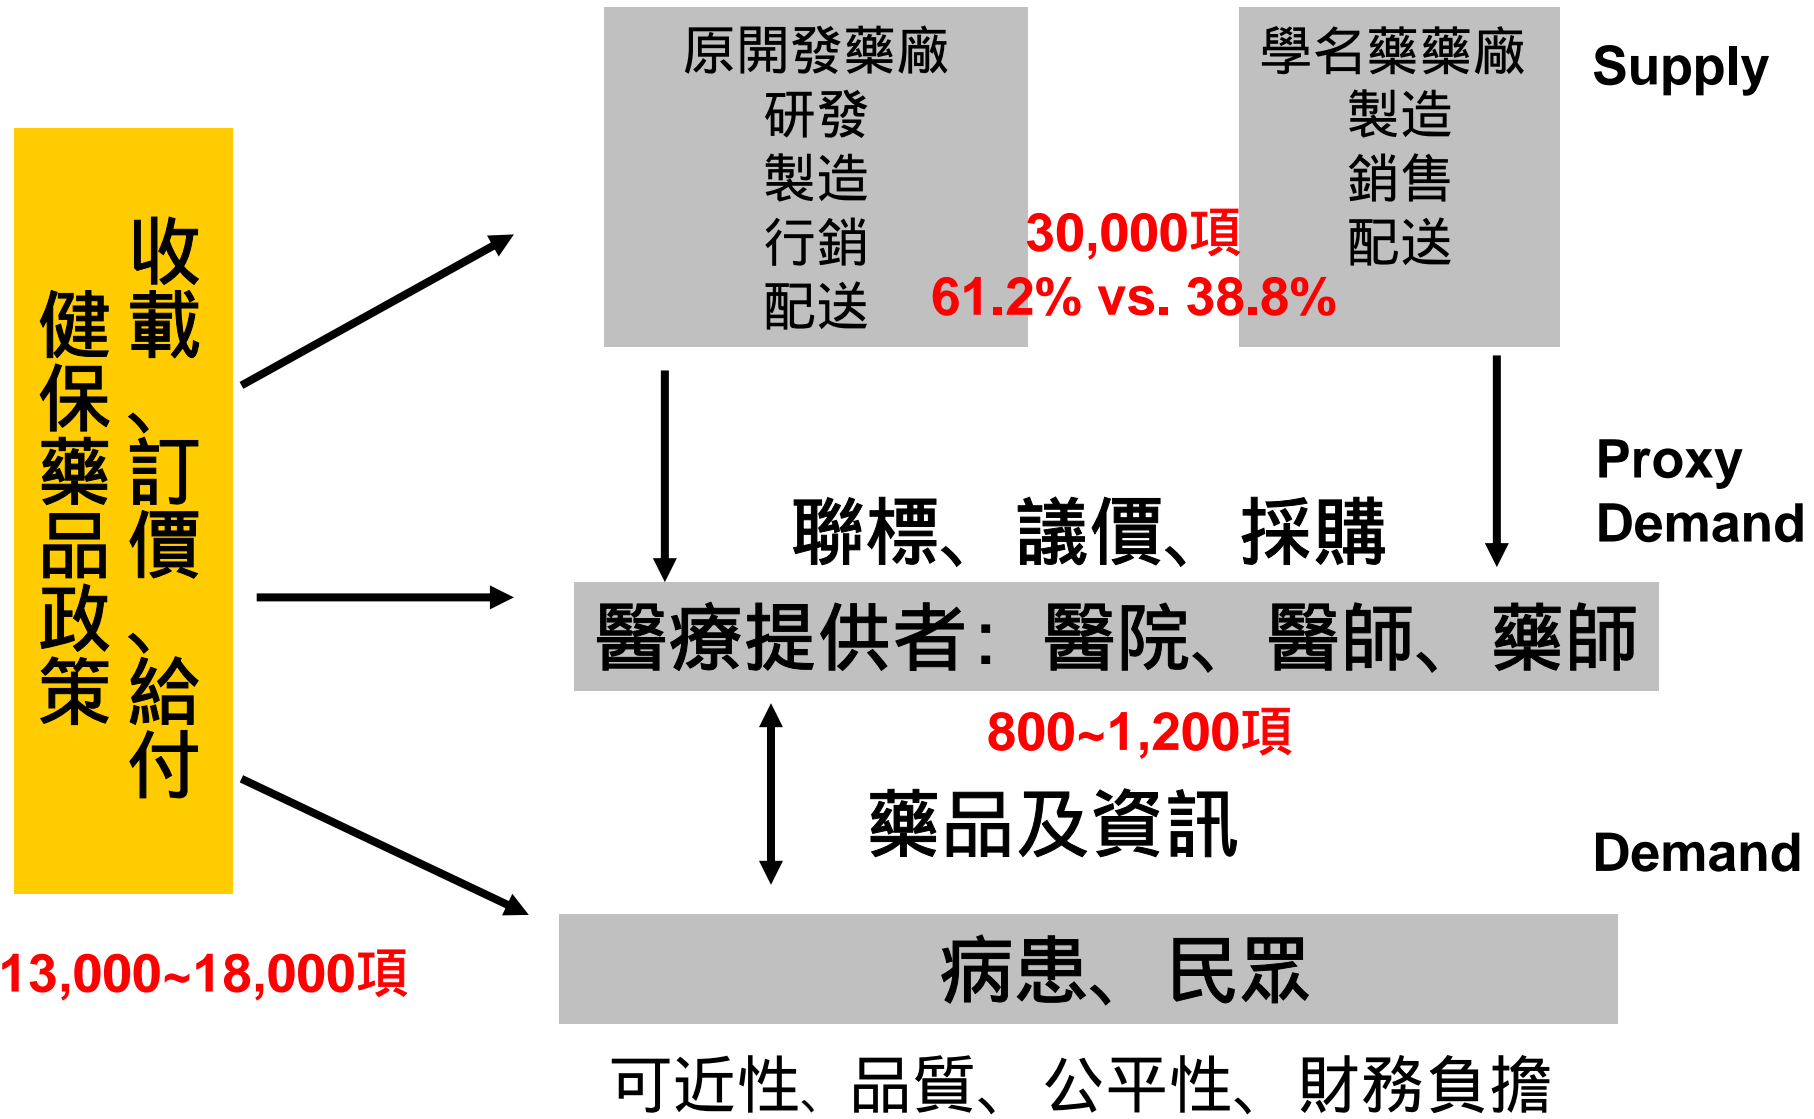 原開發藥廠
研發
製造
行銷
配送
學名藥藥廠
製造
銷售
配送
Supply
30,000項
61.2% vs. 38.8%
健保藥品政策
收載、訂價、給付
聯標、議價、採購
Proxy
Demand
醫療提供者：醫院、醫師、藥師
800~1,200項
藥品及資訊
Demand
13,000~18,000項
病患、民眾
可近性、品質、公平性、財務負擔